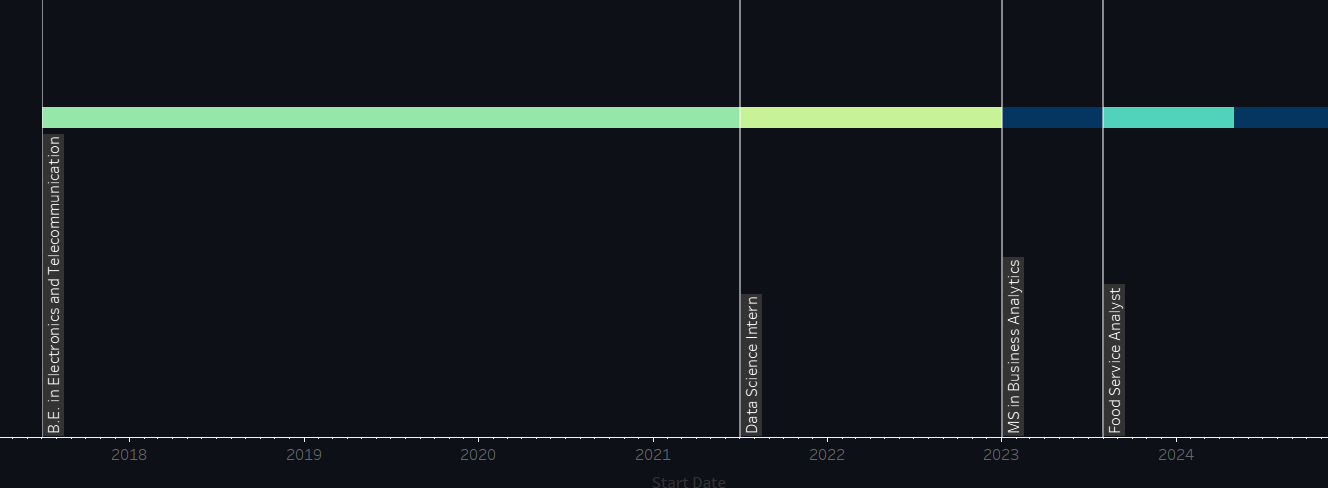 B.E. in Electronics and Telecommunication
Data Science Intern
MS in Business Analytics
Food Service Analyst
2018
2019
2020
2021
2022
2023
2024
Start Date